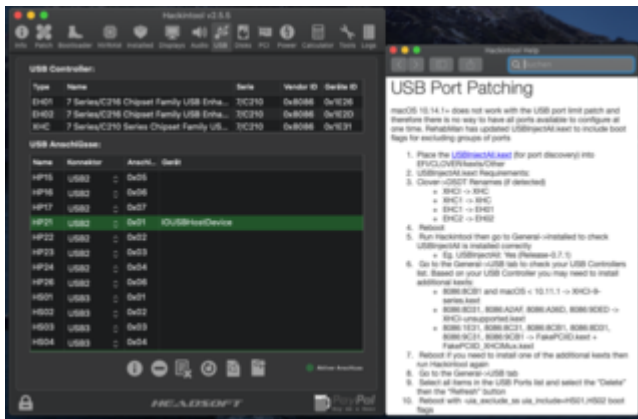 Hackintool v2.5.5
Info Patch Bootloader NVRAM Installed Displays Audio USB Disks PCI Power Calculator Tools Logs
USB Controller:
Type Name Serie Vendor ID Geräte ID
EH01 7 Series/C216 Chipset Family USB Enha... 7/C210 0x8086 0x1E26
EH02 7 Series/C216 Chipset Family USB Enha... 7/C210 0x8086 0x1E2D
XHC 7 Series/C210 Series Chipset Family US... 7/C210 0x8086 0x1E31
USB Anschlüsse:
Name Konnektor Anschl... Gerät
HP15 USB2 0x05
HP16 USB2 0x06
HP17 USB2 0x07
HP21 USB2 0x01 IOUSBHostDevice
HP22 USB2 0x02
HP23 USB2 0x03
HP24 USB2 0x04
HP26 USB2 0x06
HS01 USB3 0x01
HS02 USB3 0x02
HS03 USB3 0x03
HS04 USB3 0x04
Aktiver Anschluss
HEADSOFT
PayPal
Hackintool Help
Suchen
USB Port Patching
macOS 10.14.1+ does not work with the USB port limit patch and
therefore there is no way to have all ports available to configure at
one time. RehabMan has updated USBInjectAll.kext to include boot
flags for excluding groups of ports
1. Place the USBInjectAll.kext (for port discovery) into
EFI/CLOVER/kexts/Other
2. USBInjectAll.kext Requirements:
3. Clover->DSDT Renames (if detected)
XHCI -> XHC
XHC1 -> XHC
EHC1 -> EH01
EHC2 -> EH02
4. Reboot
5. Run Hackintool then go to General->Installed to check
USBInjectAll is installed correctly
Eg. USBInjectAll: Yes (Release-0.7.1)
6. Go to the General->USB tab to check your USB Controllers
list. Based on your USB Controller you may need to install
additional kexts:
8086:8CB1 and macOS < 10.11.1 -> XHCI-9-
series.kext
8086:8D31, 8086:A2AF, 8086:A36D, 8086:9DED ->
XHCI-unsupported.kext
8086:1E31, 8086:8C31, 8086:8CB1, 8086:8D31,
8086:9C31, 8086:9CB1 -> FakePCIID.kext +
FakePCIID_XHCIMux.kext
7. Reboot if you need to install one of the additional kexts then
run Hackintool again
8. Go to the General->USB tab
9. Select all items in the USB Ports list and select the "Delete"
then the "Refresh" button
10. Reboot with -uia_exclude_ss uia_include=HS01,HS02 boot
flags